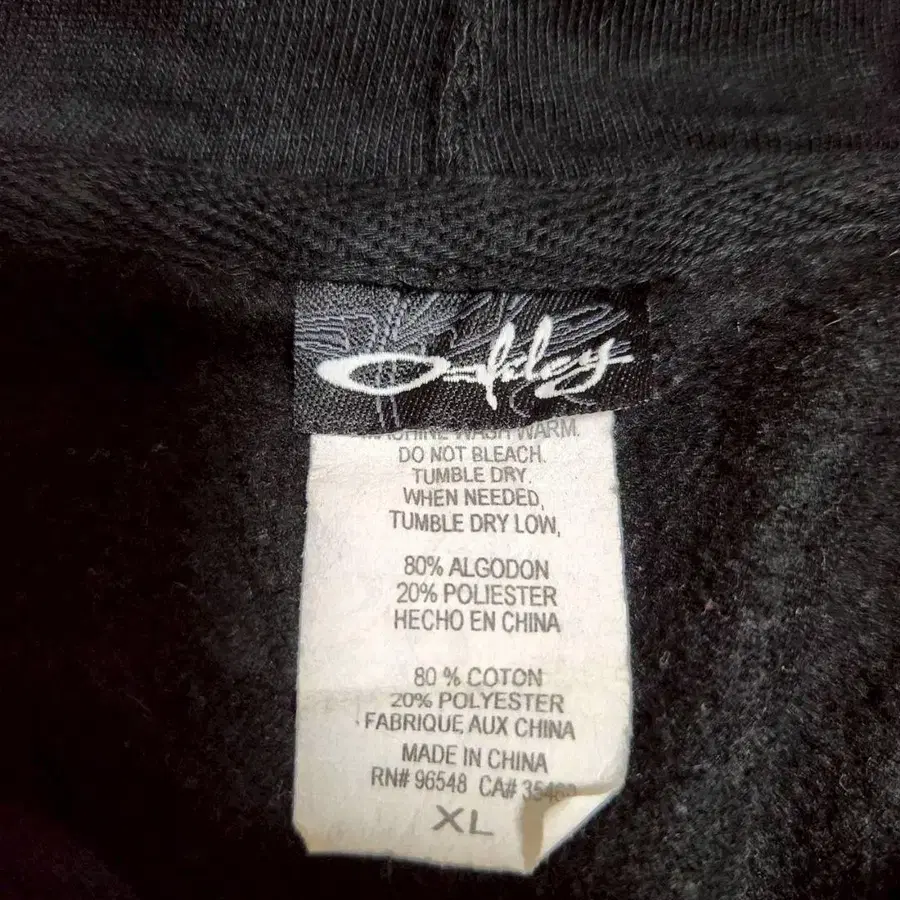 Oakley
MACHINE WASH WARM.
DO NOT BLEACH.
TUMBLE DRY.
WHEN NEEDED,
TUMBLE DRY LOW,
80% ALGODON
20% POLIESTER
HECHO EN CHINA
80 % COTON
20% POLYESTER
FABRIQUE AUX CHINA
MADE IN CHINA
RN# 96548 CA#
XL